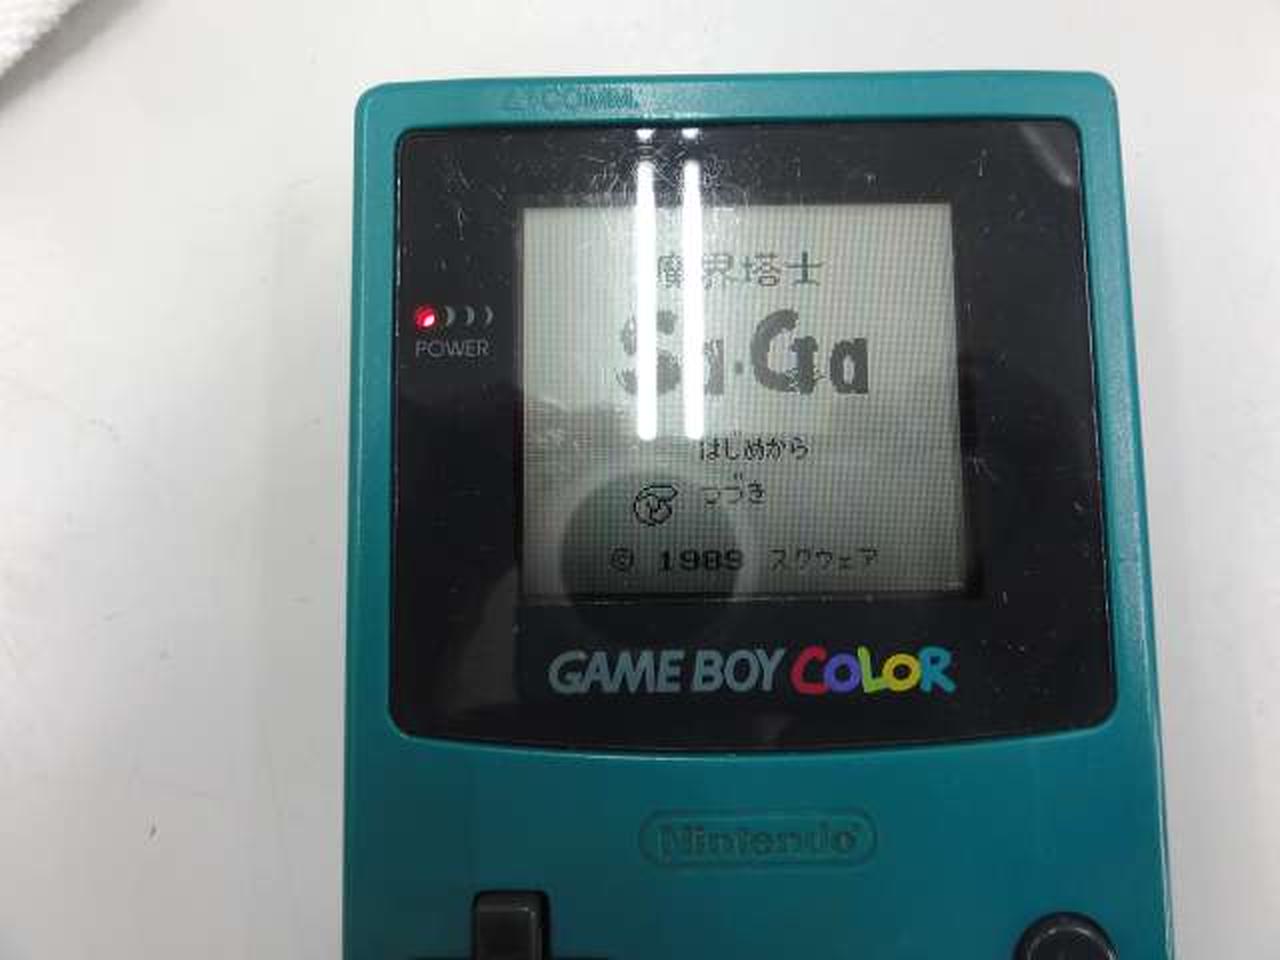 COMM.
魔界塔士
Sa・Ga
はじめから
つづき
© 1989 スクウェア
POWER
GAME BOY COLOR
Nintendo